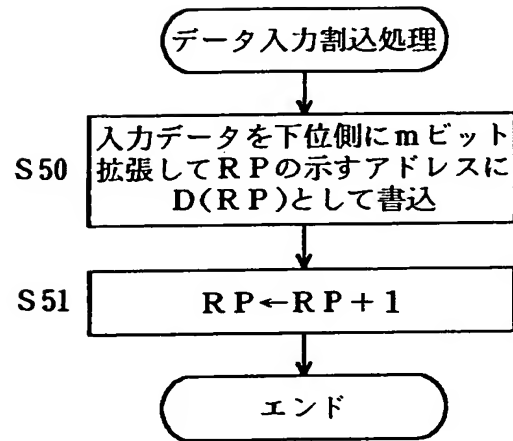 データ入力割込処理
S50
入力データを下位側にmビット
拡張してRPの示すアドレスに
D(RP)として書込
S51
RP←RP+1
エンド